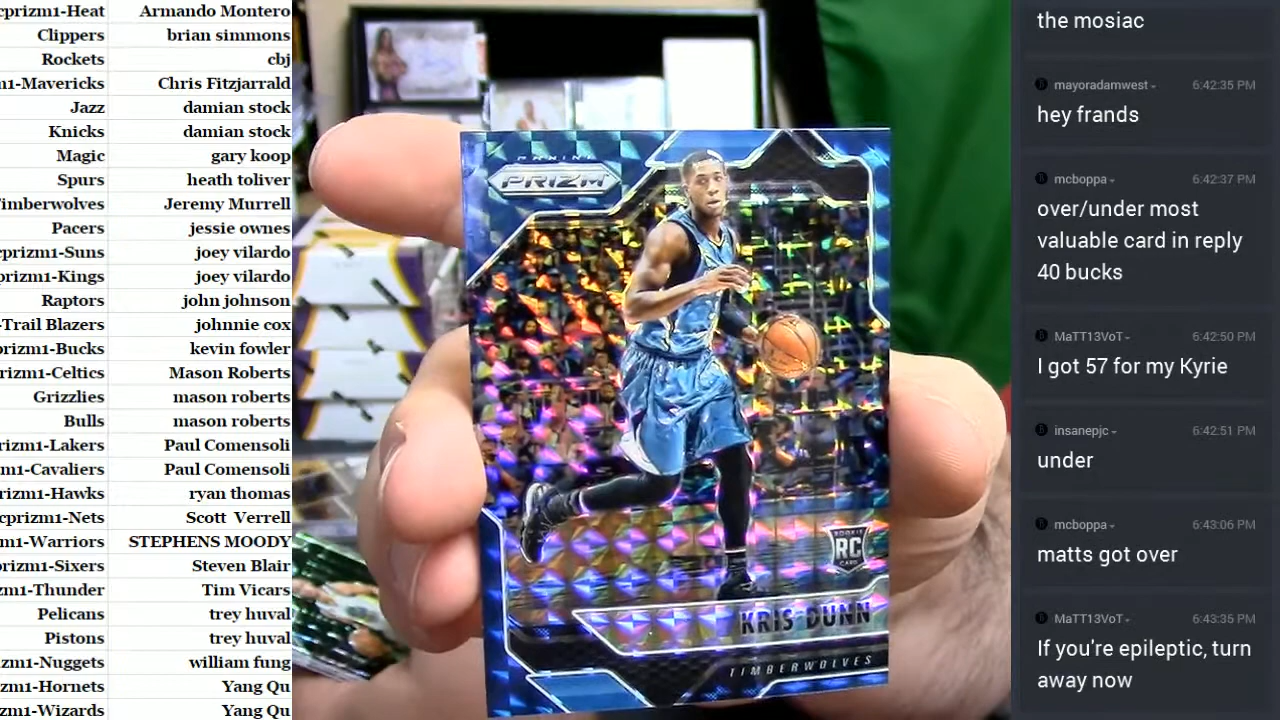 cprizm1-Heat Armando Montero
Clippers brian simmons
Rockets cbj
m1-Mavericks Chris Fitzjarrald
Jazz damian stock
Knicks damian stock
Magic gary koop
Spurs heath toliver
Timberwolves Jeremy Murrell
Pacers jessie ownes
cprizm1-Suns joey vilardo
prizm1-Kings joey vilardo
Raptors john johnson
-Trail Blazers johnnie cox
prizm1-Bucks kevin fowler
rizm1-Celtics Mason Roberts
Grizzlies mason roberts
Bulls mason roberts
rizm1-Lakers Paul Comensoli
m1-Cavaliers Paul Comensoli
rizm1-Hawks ryan thomas
cprizm1-Nets Scott Verrell
m1-Warriors STEPHENS MOODY
prizm1-Sixers Steven Blair
zm1-Thunder Tim Vicars
Pelicans trey huval
Pistons trey huval
izm1-Nuggets william fung
zm1-Hornets Yang Qu
zm1-Wizards Yang Qu
PANINI
PRIZM
ROOKIE
RC
CARD
KRIS DUNN
TIMBERWOLVES
the mosiac
mayoradamwest 6:42:35 PM
hey frands
mcboppa 6:42:37 PM
over/under most
valuable card in reply
40 bucks
MaTT13VoT 6:42:50 PM
I got 57 for my Kyrie
insanepjc 6:42:51 PM
under
mcboppa 6:43:06 PM
matts got over
MaTT13VoT 6:43:35 PM
If you're epileptic, turn
away now